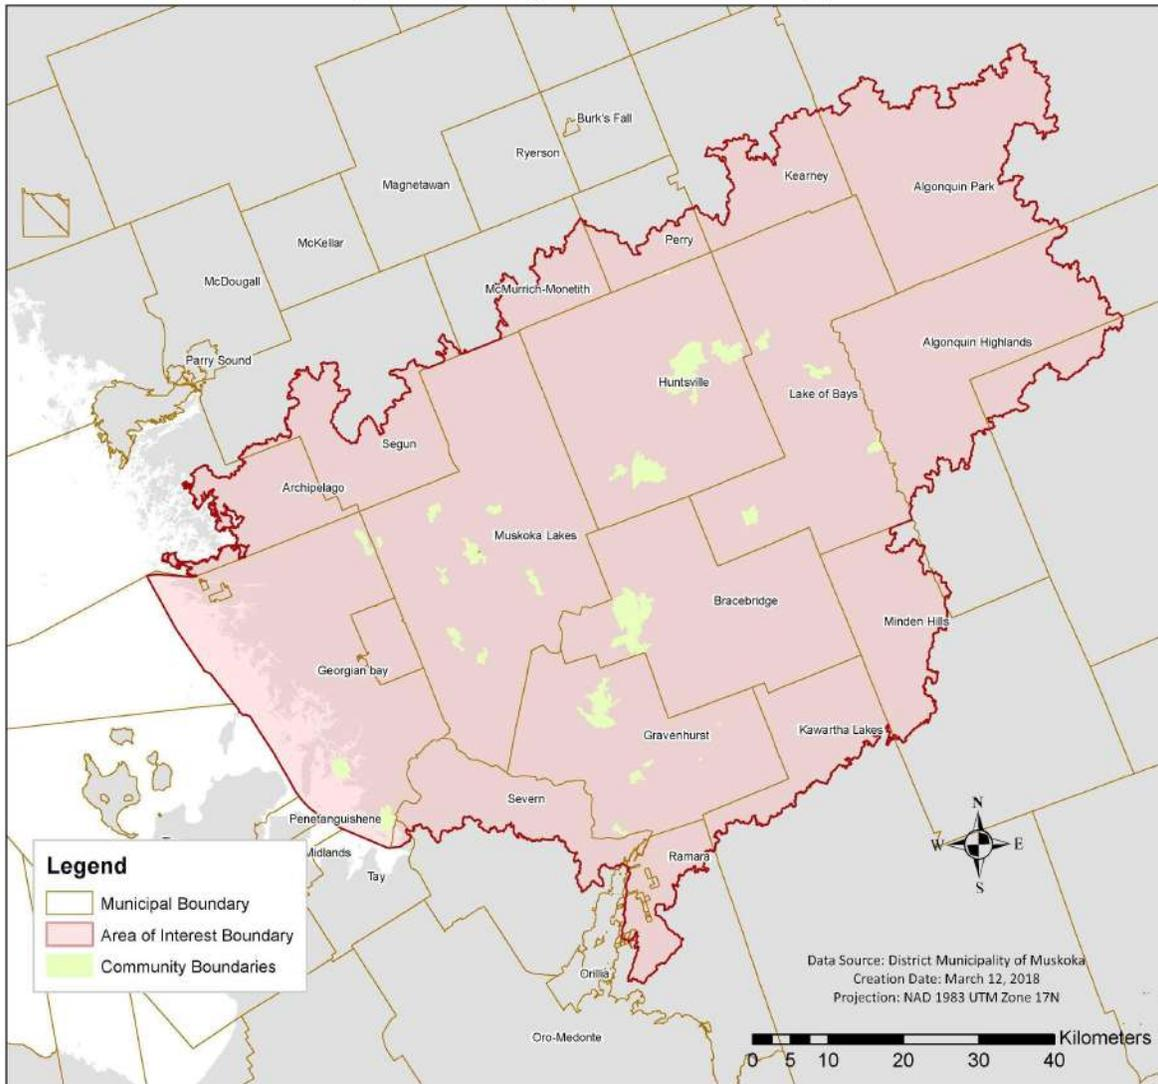 Burk's Fall
Ryerson
Magnetawan
Kearney
Algonquin Park
McKellar
Perry
McDougall
McMurrich-Monetith
Parry Sound
Algonquin Highlands
Huntsville
Lake of Bays
Segun
Archipelago
Muskoka Lakes
Bracebridge
Minden Hills
Georgian bay
Gravenhurst
Kawartha Lakes
Severn
Penetanguishene
Midlands
Ramara
Tay
Orillia
Oro-Medonte
N
W
E
S
Legend
Municipal Boundary
Area of Interest Boundary
Community Boundaries
Data Source: District Municipality of Muskoka
Creation Date: March 12, 2018
Projection: NAD 1983 UTM Zone 17N
Kilometers
0 5 10 20 30 40